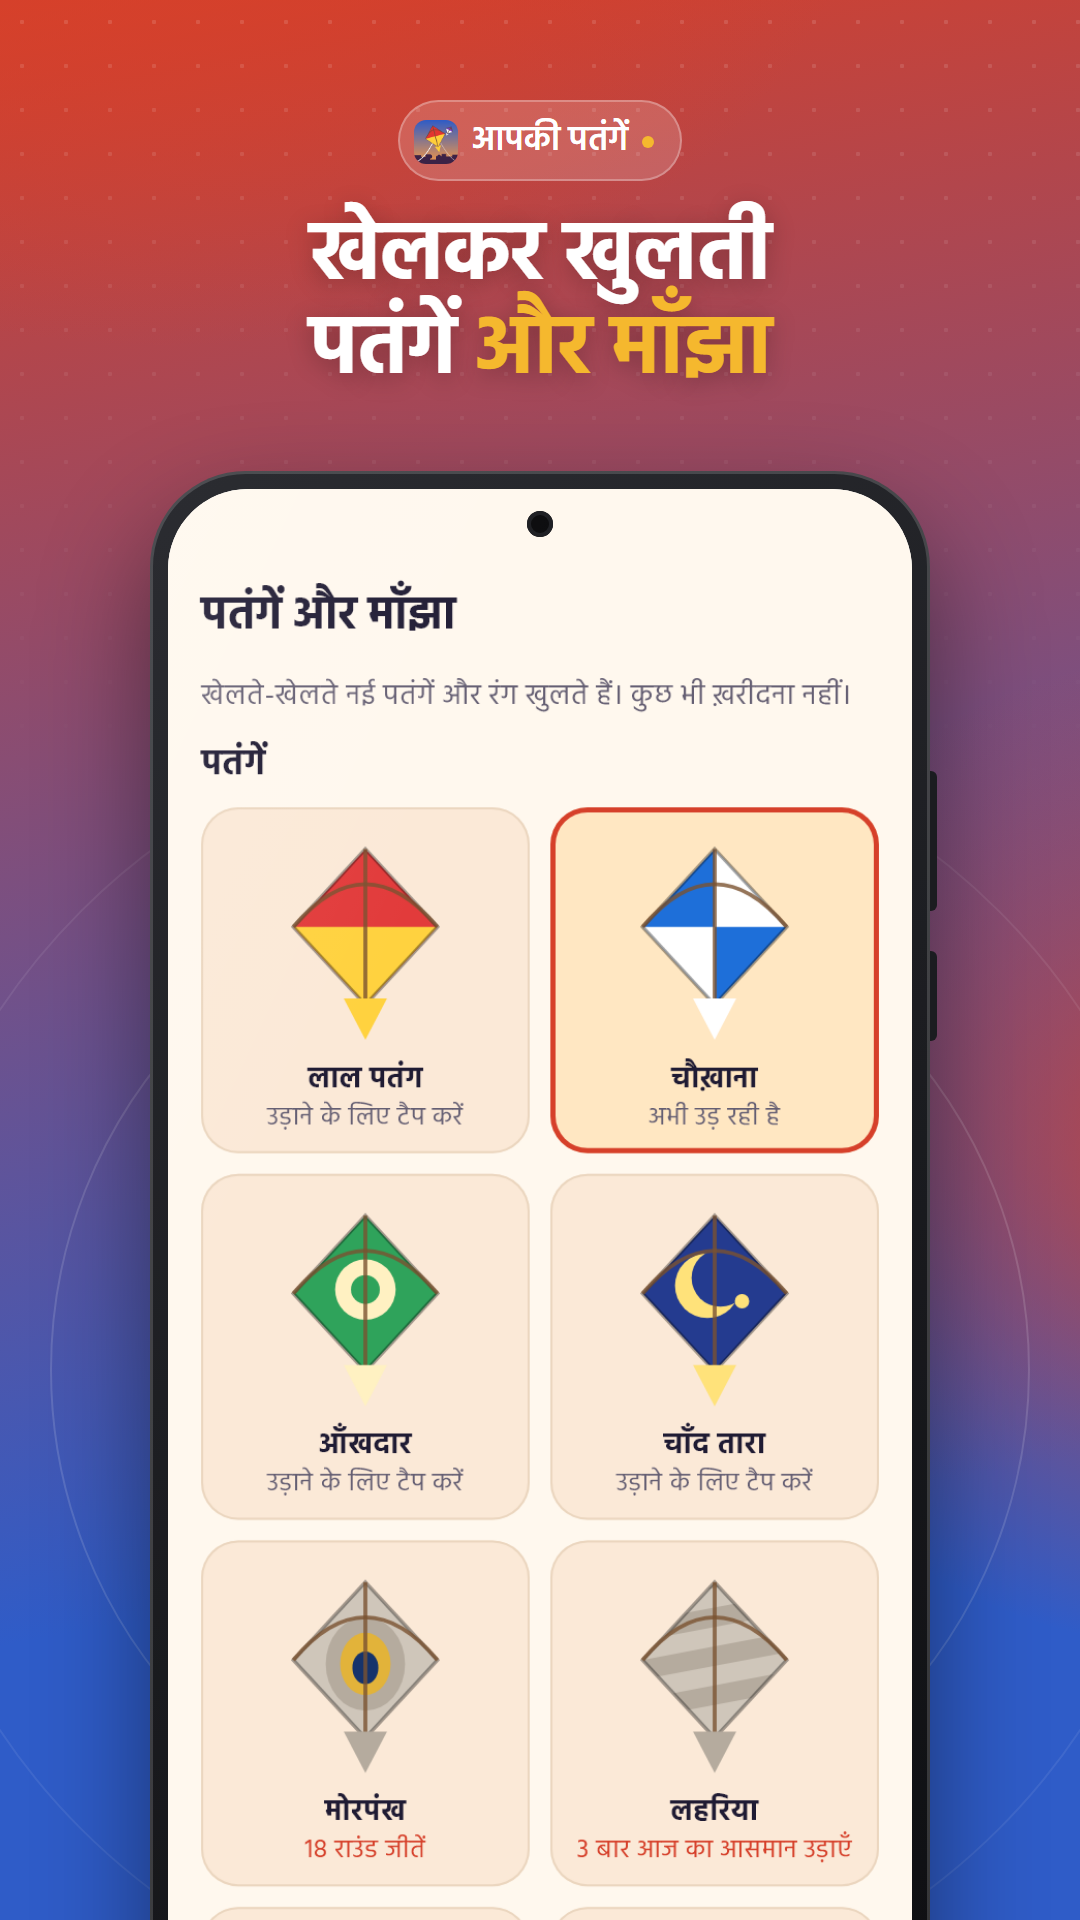 आपकी पतंगें
खेलकर खुलती
पतंगें और माँझा
पतंगें और माँझा
खेलते-खेलते नई पतंगें और रंग खुलते हैं। कुछ भी ख़रीदना नहीं।
पतंगें
लाल पतंग
उड़ाने के लिए टैप करें
चौख़ाना
अभी उड़ रही है
आँखदार
उड़ाने के लिए टैप करें
चाँद तारा
उड़ाने के लिए टैप करें
मोरपंख
18 राउंड जीतें
लहरिया
3 बार आज का आसमान उड़ाएँ